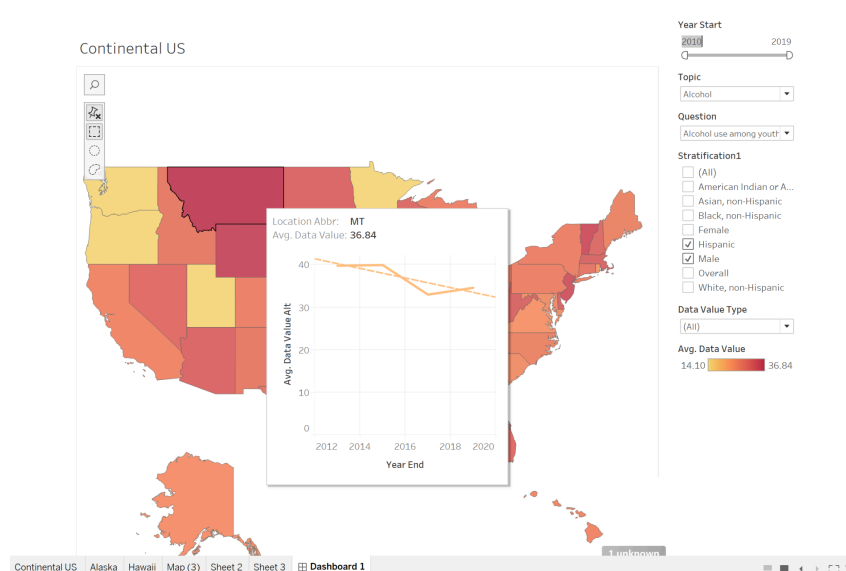 Continental US
Year Start
2010 2019
Topic
Alcohol
Question
Alcohol use among youth
Stratification1
(All)
American Indian or A...
Asian, non-Hispanic
Black, non-Hispanic
Female
Hispanic
Male
Overall
White, non-Hispanic
Data Value Type
(All)
Avg. Data Value
14.10 36.84
Location Abbr: MT
Avg. Data Value: 36.84
Avg. Data Value Alt
40
30
20
10
0
2012 2014 2016 2018 2020
Year End
1 unknown
Continental US Alaska Hawaii Map (3) Sheet 2 Sheet 3 Dashboard 1